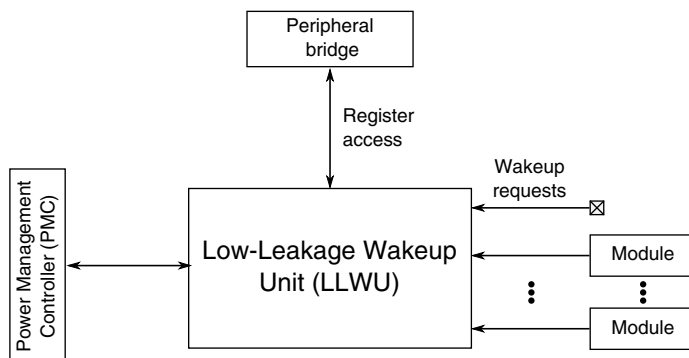 Peripheral
bridge
Register
access
Wakeup
requests
Power Management
Controller (PMC)
Low-Leakage Wakeup
Unit (LLWU)
Module
Module